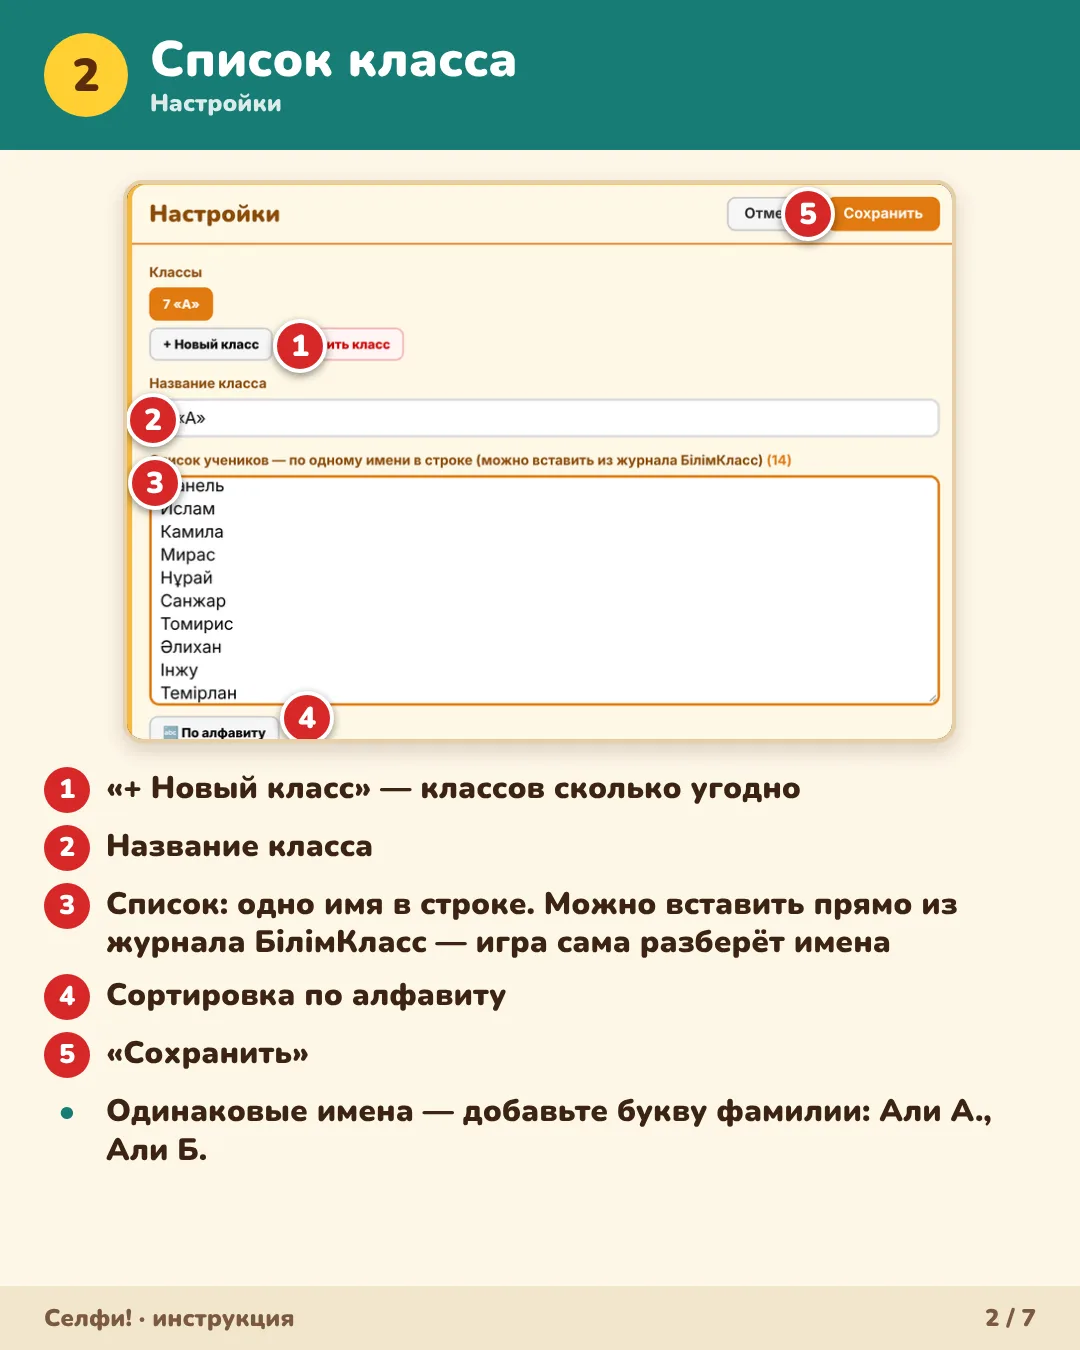 2
Список класса
Настройки
Настройки
5
Сохранить
Классы
7 «А»
+ Новый класс
1
класс
Название класса
2
«А»
учеников — по одному имени в строке (можно вставить из журнала БілімКласс) (14)
3
Ислам
Камила
Мирас
Нұрай
Санжар
Томирис
Әлихан
Інжу
Темірлан
4
abc По алфавиту
1 «+ Новый класс» — классов сколько угодно
2 Название класса
3 Список: одно имя в строке. Можно вставить прямо из
журнала БілімКласс — игра сама разберёт имена
4 Сортировка по алфавиту
5 «Сохранить»
• Одинаковые имена — добавьте букву фамилии: Али А.,
Али Б.
Селфи! · инструкция
2 / 7